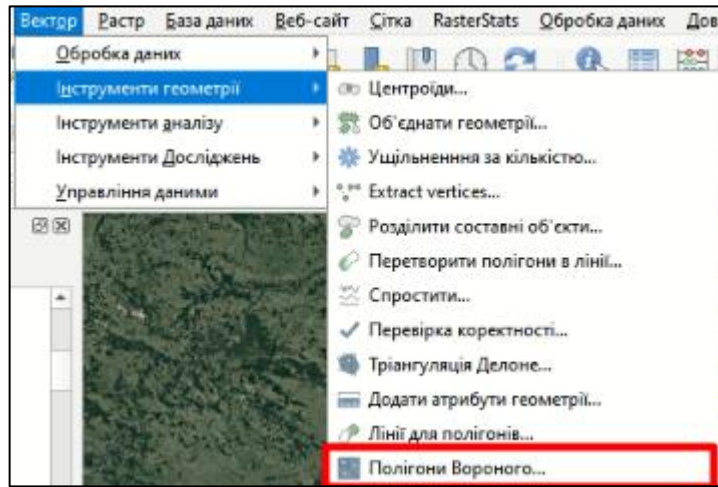 Вектор Растр База даних Веб-сайт Сітка RasterStats Обробка даних Дов
Обробка даних
Інструменти геометрії
Інструменти аналізу
Інструменти Досліджень
Управління даними
Центроїди...
Об'єднати геометрії...
Ущільненння за кількістю...
Extract vertices...
Розділити составні об'єкти...
Перетворити полігони в лінії...
Спростити...
Перевірка коректності...
Тріангуляція Делоне...
Додати атрибути геометрії...
Лінії для полігонів...
Полігони Вороного...